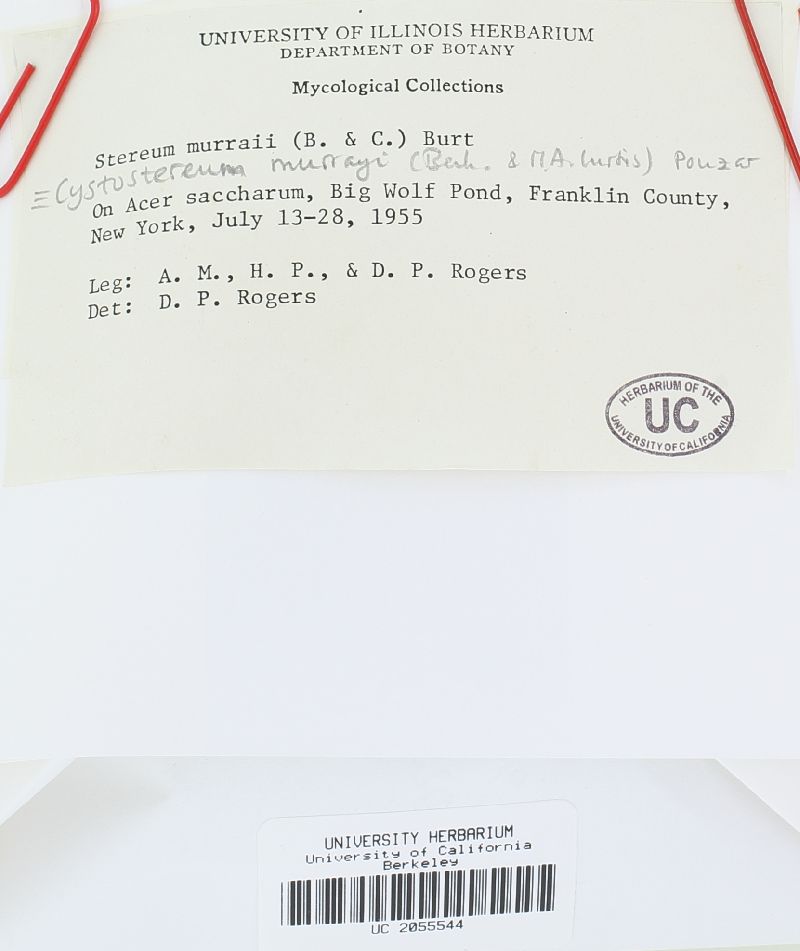 UNIVERSITY OF ILLINOIS HERBARIUM
DEPARTMENT OF BOTANY
Mycological Collections
Stereum murraii (B. & C.) Burt
≡ Cystostereum murrayi (Berk. & M.A. Curtis) Pouzar
On Acer saccharum, Big Wolf Pond, Franklin County,
New York, July 13-28, 1955
Leg: A. M., H. P., & D. P. Rogers
Det: D. P. Rogers
HERBARIUM OF THE
UC
UNIVERSITY OF CALIFORNIA
UNIVERSITY HERBARIUM
University of California
Berkeley
UC 2055544